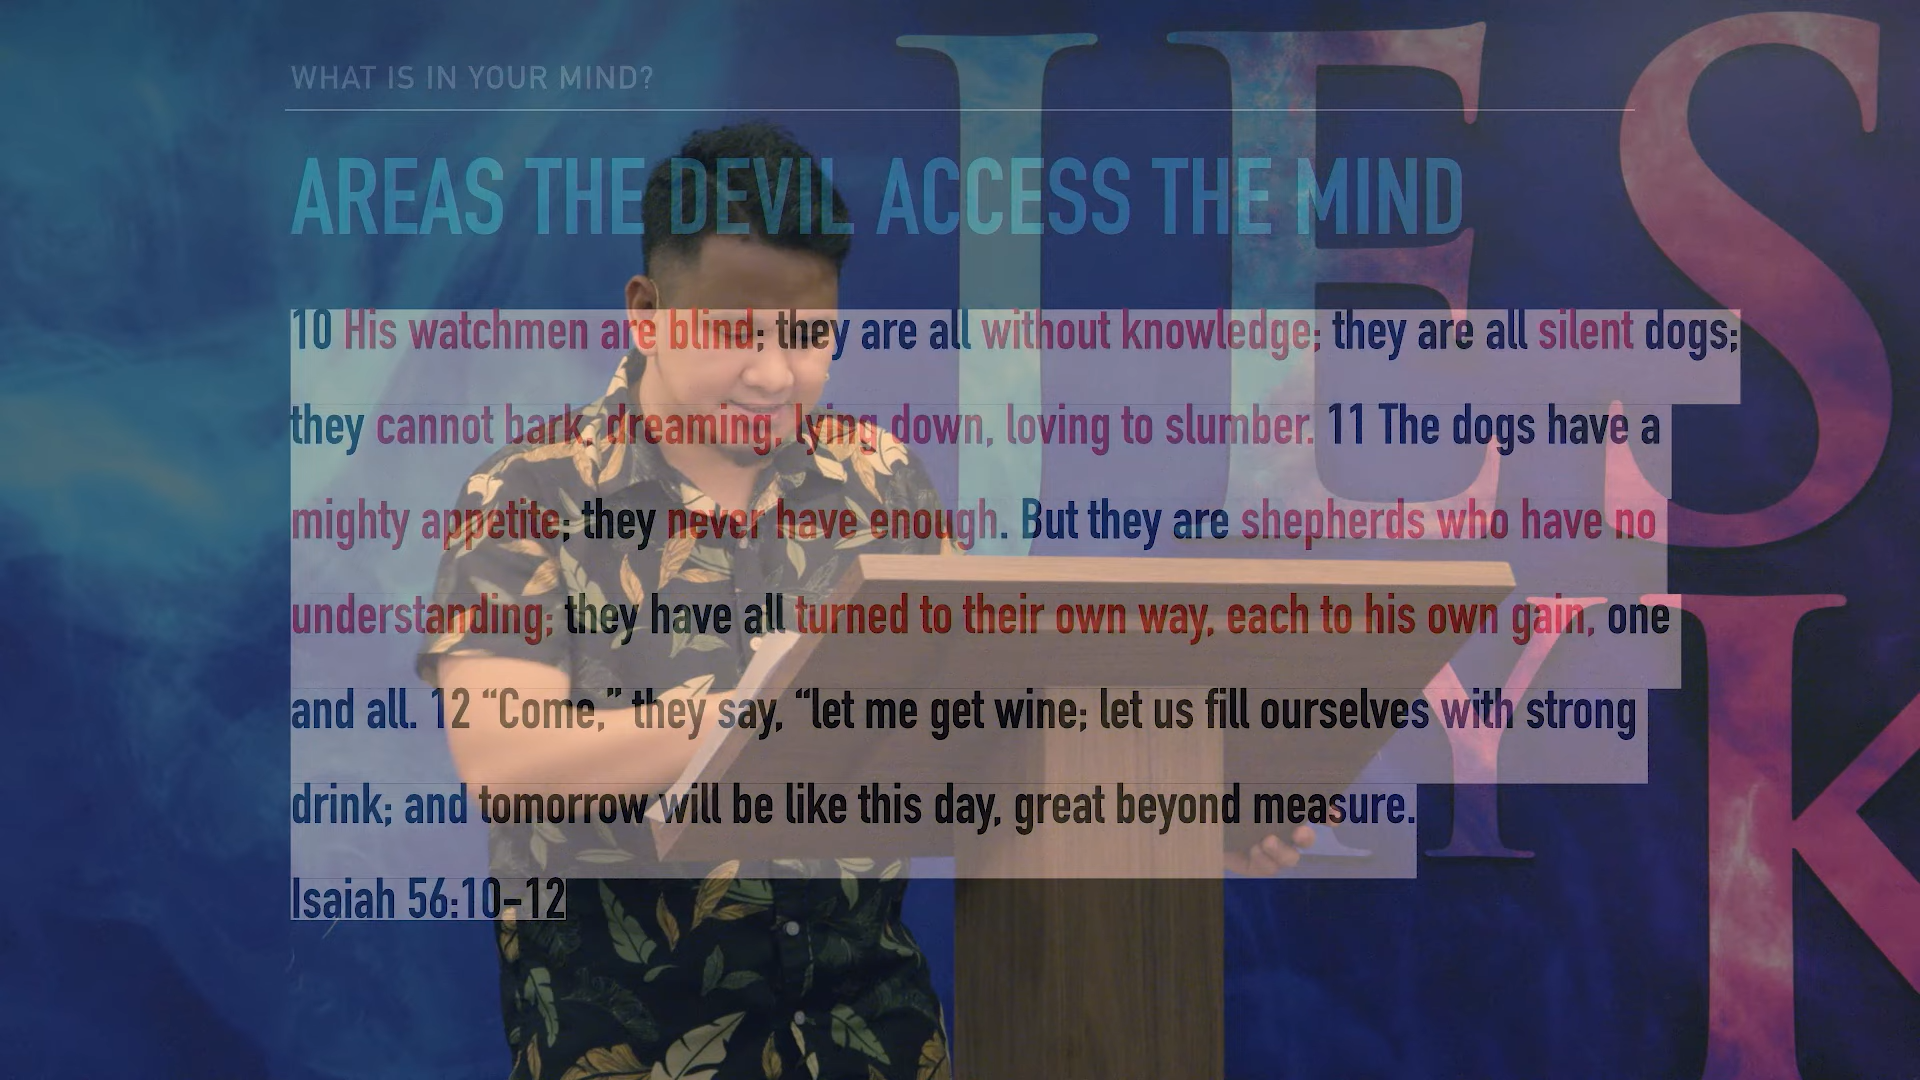 WHAT IS IN YOUR MIND?
AREAS THE DEVIL ACCESS THE MIND
10 His watchmen are blind; they are all without knowledge; they are all silent dogs;
they cannot bark, dreaming, lying down, loving to slumber. 11 The dogs have a
mighty appetite; they never have enough. But they are shepherds who have no
understanding; they have all turned to their own way, each to his own gain, one
and all. 12 “Come,” they say, “let me get wine; let us fill ourselves with strong
drink; and tomorrow will be like this day, great beyond measure.
Isaiah 56:10–12
JES
Y K